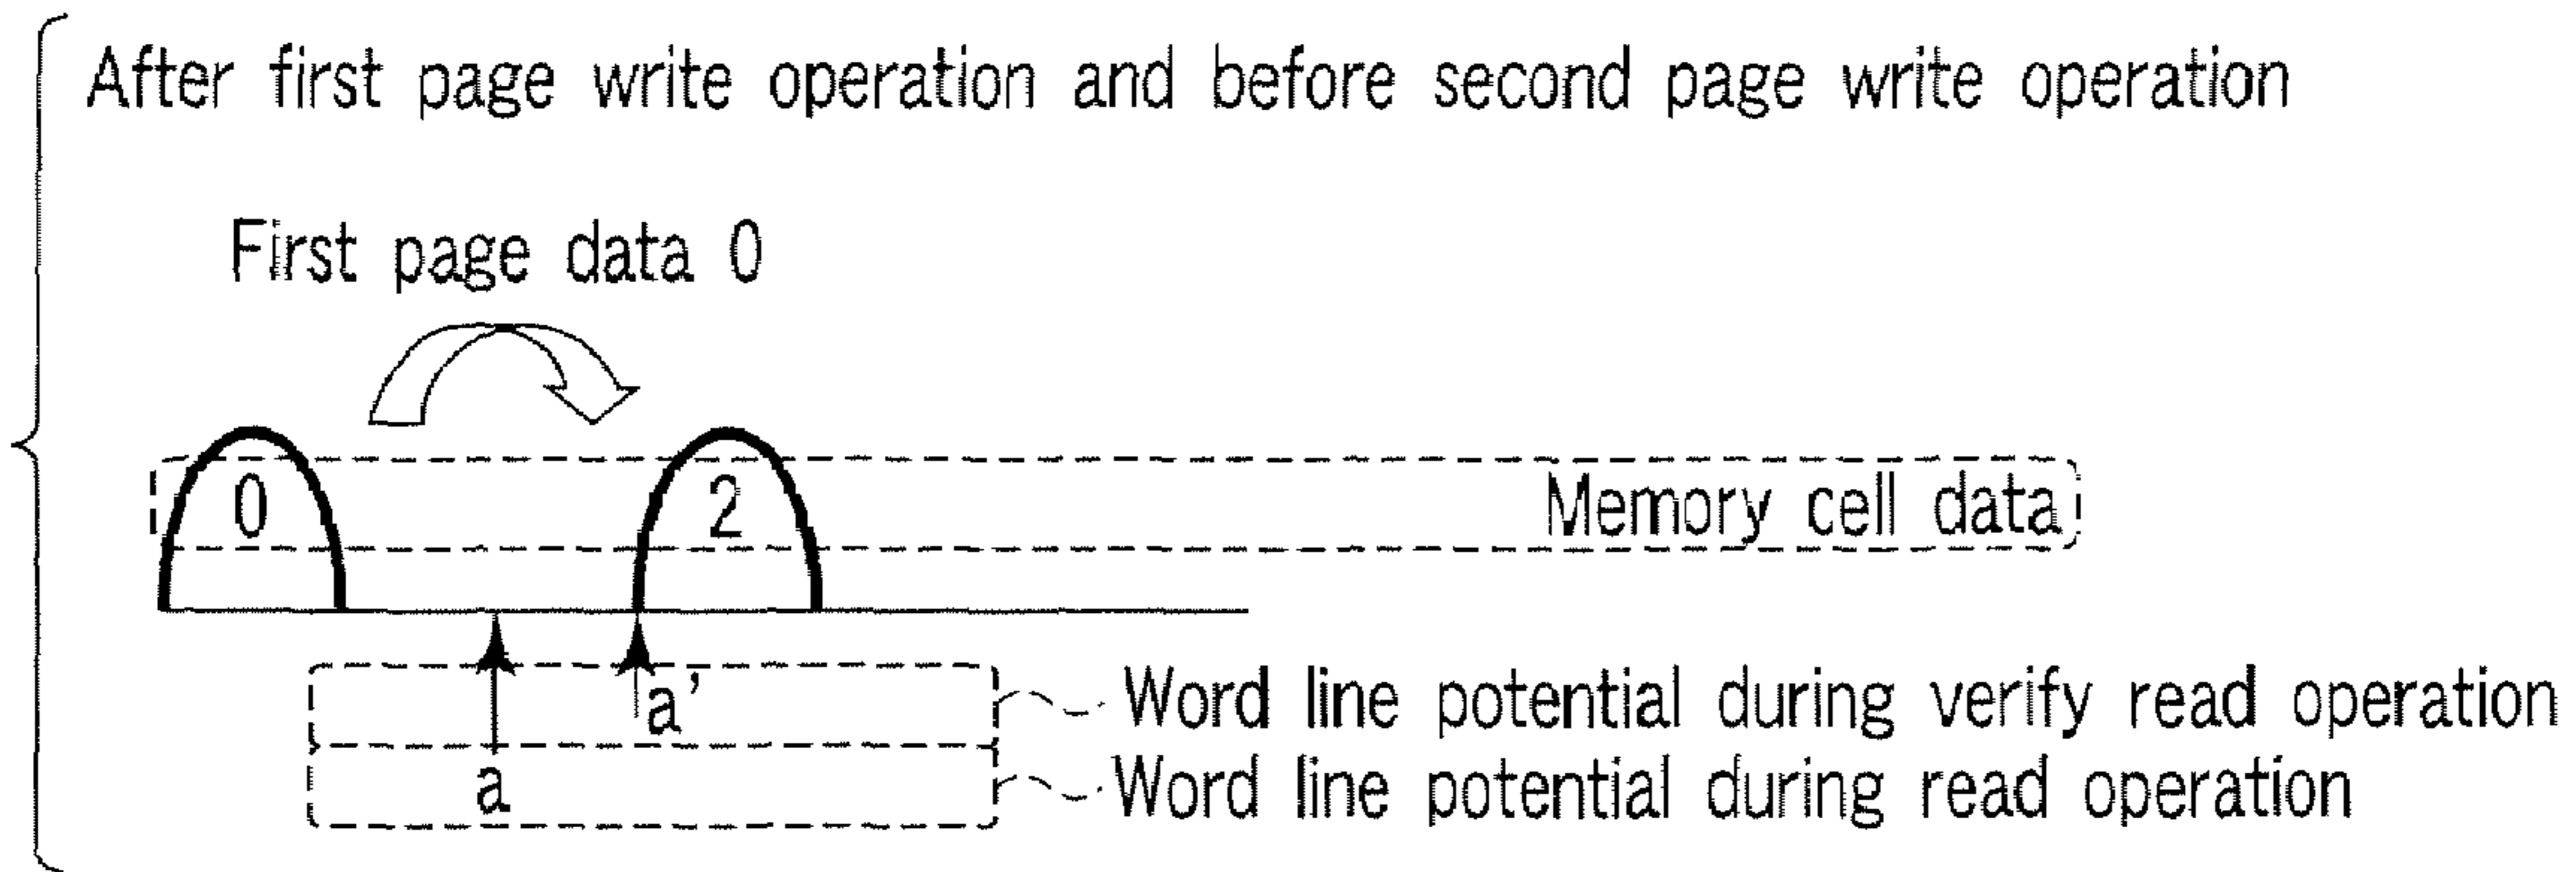 After first page write operation and before second page write operation
First page data 0
0 2 Memory cell data
a' Word line potential during verify read operation
a Word line potential during read operation